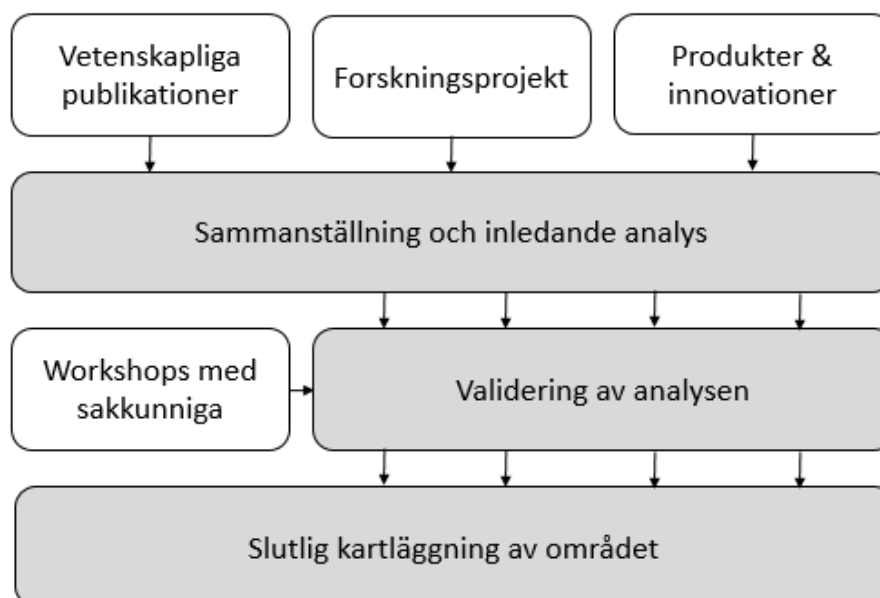 Vetenskapliga
publikationer
Forskningsprojekt
Produkter &
innovationer
Sammanställning och inledande analys
Workshops med
sakkunniga
Validering av analysen
Slutlig kartläggning av området